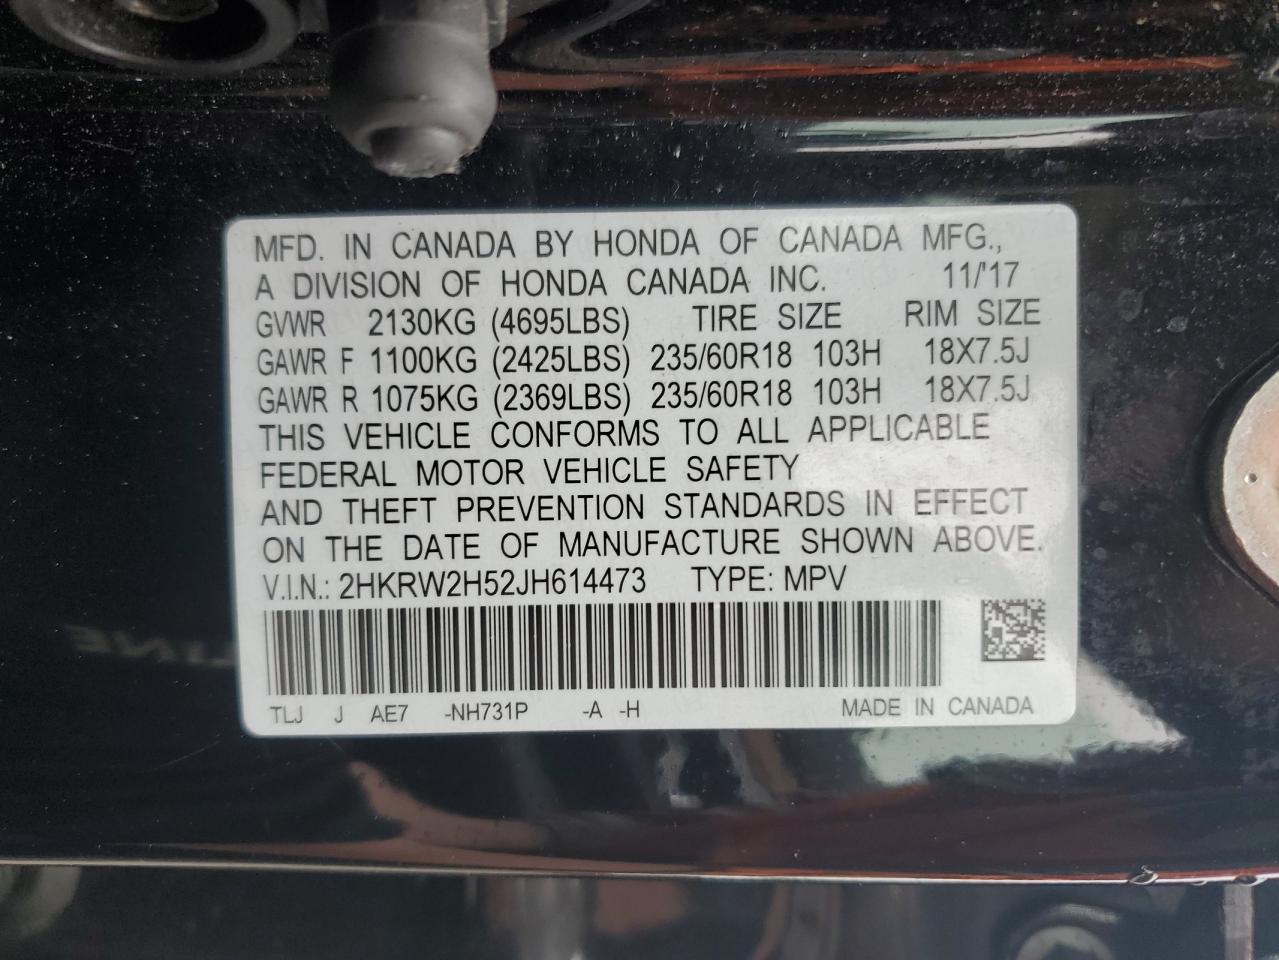 MFD. IN CANADA BY HONDA OF CANADA MFG.,
A DIVISION OF HONDA CANADA INC. 11/'17
GVWR 2130KG (4695LBS) TIRE SIZE RIM SIZE
GAWR F 1100KG (2425LBS) 235/60R18 103H 18X7.5J
GAWR R 1075KG (2369LBS) 235/60R18 103H 18X7.5J
THIS VEHICLE CONFORMS TO ALL APPLICABLE
FEDERAL MOTOR VEHICLE SAFETY
AND THEFT PREVENTION STANDARDS IN EFFECT
ON THE DATE OF MANUFACTURE SHOWN ABOVE.
V.I.N.: 2HKRW2H52JH614473 TYPE: MPV
TLJ J AE7 -NH731P -A -H MADE IN CANADA